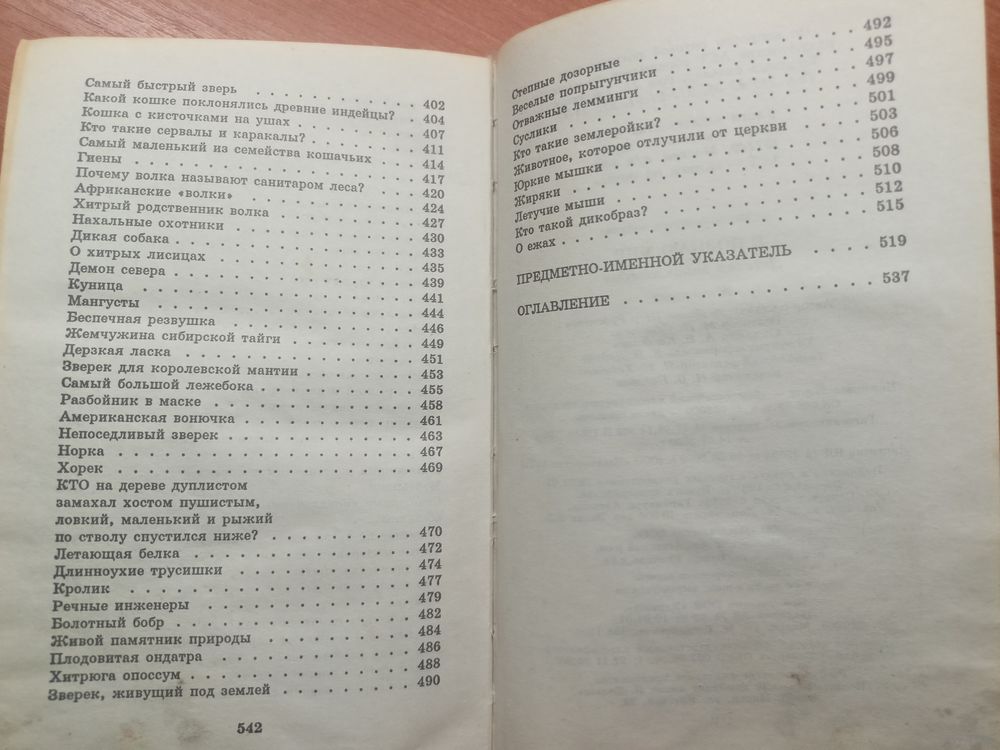 Самый быстрый зверь . . . . . . . . . . 402
Какой кошке поклонялись древние индейцы? . 404
Кошка с кисточками на ушах . . . . . . . 407
Кто такие сервалы и каракалы? . . . . . . 411
Самый маленький из семейства кошачьих . . . 414
Гиены . . . . . . . . . . . . . . . . 417
Почему волка называют санитаром леса? . . . 420
Африканские «волки» . . . . . . . . . . 424
Хитрый родственник волка . . . . . . . . 427
Нахальные охотники . . . . . . . . . . 430
Дикая собака . . . . . . . . . . . . . 433
О хитрых лисицах . . . . . . . . . . . 435
Демон севера . . . . . . . . . . . . . 439
Куница . . . . . . . . . . . . . . . 441
Мангусты . . . . . . . . . . . . . . 444
Беспечная резвушка . . . . . . . . . . 446
Жемчужина сибирской тайги . . . . . . . 449
Дерзкая ласка . . . . . . . . . . . . 451
Зверек для королевской мантии . . . . . . 453
Самый большой лежебока . . . . . . . . 455
Разбойник в маске . . . . . . . . . . . 458
Американская вонючка . . . . . . . . . 461
Непоседливый зверек . . . . . . . . . . 463
Норка . . . . . . . . . . . . . . . . 467
Хорек . . . . . . . . . . . . . . . . 469
КТО на дереве дуплистом
замахал хостом пушистым,
ловкий, маленький и рыжий
по стволу спустился ниже? . . . . . . . . 470
Летающая белка . . . . . . . . . . . . 472
Длинноухие трусишки . . . . . . . . . . 474
Кролик . . . . . . . . . . . . . . . 477
Речные инженеры . . . . . . . . . . . 479
Болотный бобр . . . . . . . . . . . . 482
Живой памятник природы . . . . . . . . 484
Плодовитая ондатра . . . . . . . . . . 486
Хитрюга опоссум . . . . . . . . . . . 488
Зверек, живущий под землей . . . . . . . 490
542
Степные дозорные . . . . . . . . . . . 492
Веселые попрыгунчики . . . . . . . . . 495
Отважные лемминги . . . . . . . . . . 497
Суслики . . . . . . . . . . . . . . . 499
Кто такие землеройки? . . . . . . . . . 501
Животное, которое отлучили от церкви . . . 503
Юркие мышки . . . . . . . . . . . . . 506
Жиряки . . . . . . . . . . . . . . . 508
Летучие мыши . . . . . . . . . . . . . 510
Кто такой дикобраз? . . . . . . . . . . 512
О ежах . . . . . . . . . . . . . . . 515
ПРЕДМЕТНО-ИМЕННОЙ УКАЗАТЕЛЬ . . . . 519
ОГЛАВЛЕНИЕ . . . . . . . . . . . . . 537